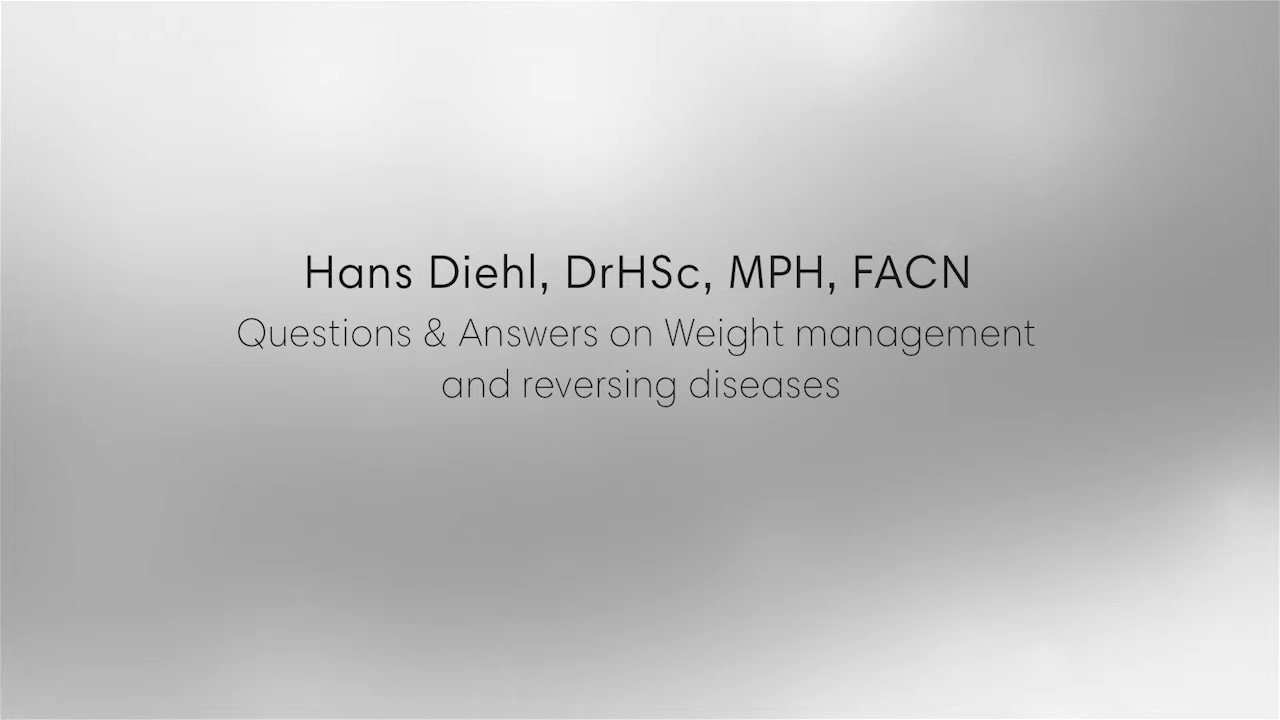 Hans Diehl, DrHSc, MPH, FACN
Questions & Answers on Weight management
and reversing diseases